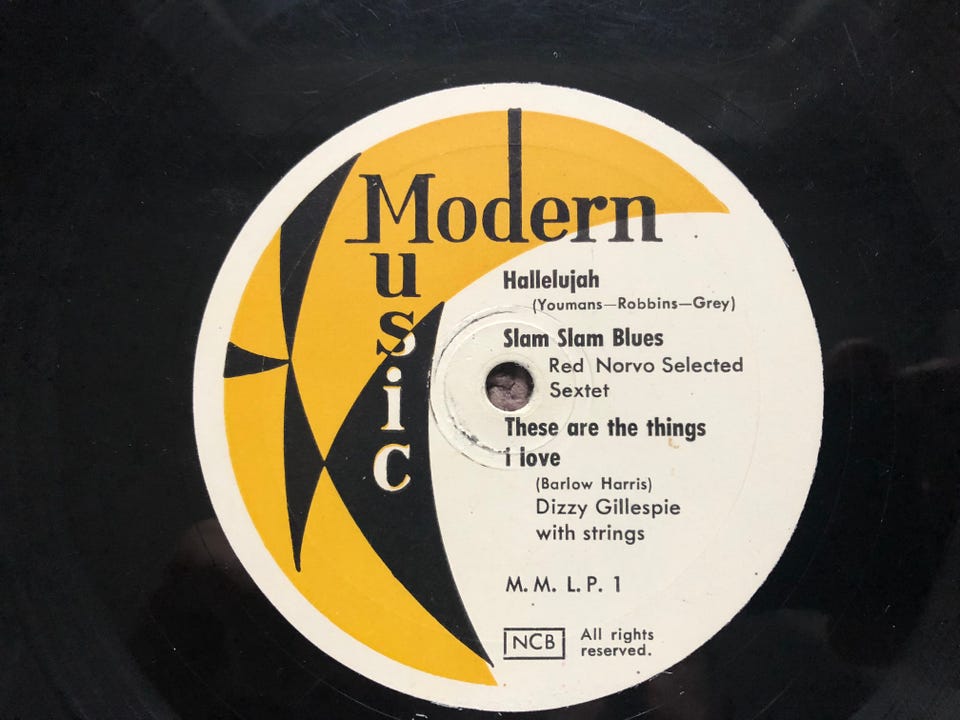 Modern
Music
Hallelujah
(Youmans—Robbins—Grey)
Slam Slam Blues
Red Norvo Selected
Sextet
These are the things
i love
(Barlow Harris)
Dizzy Gillespie
with strings
M. M. L. P. 1
NCB
All rights
reserved.